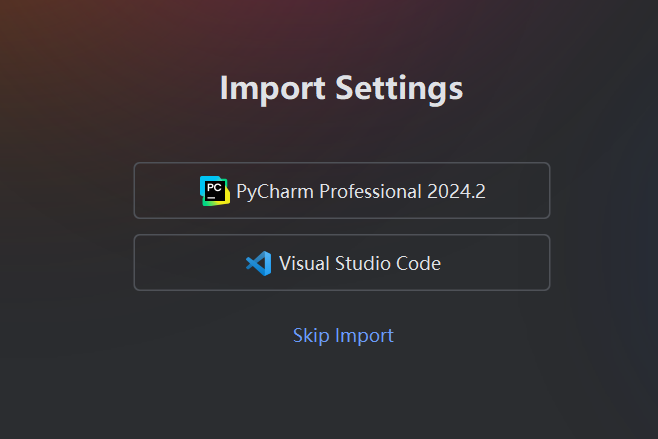 Import Settings
PC PyCharm Professional 2024.2
Visual Studio Code
Skip Import